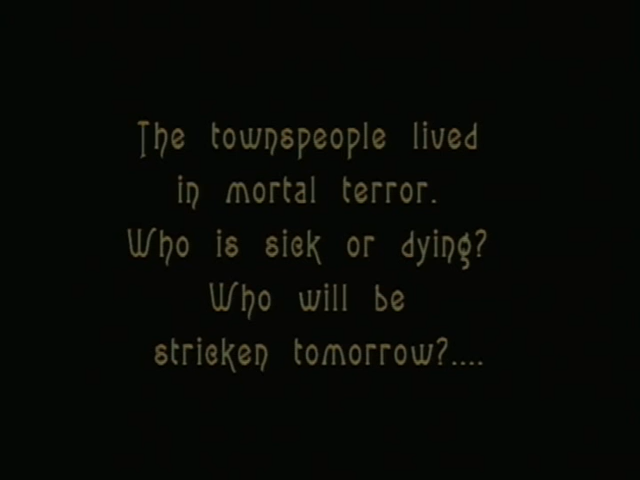 The townspeople lived
in mortal terror.
Who is sick or dying?
Who will be
stricken tomorrow?....